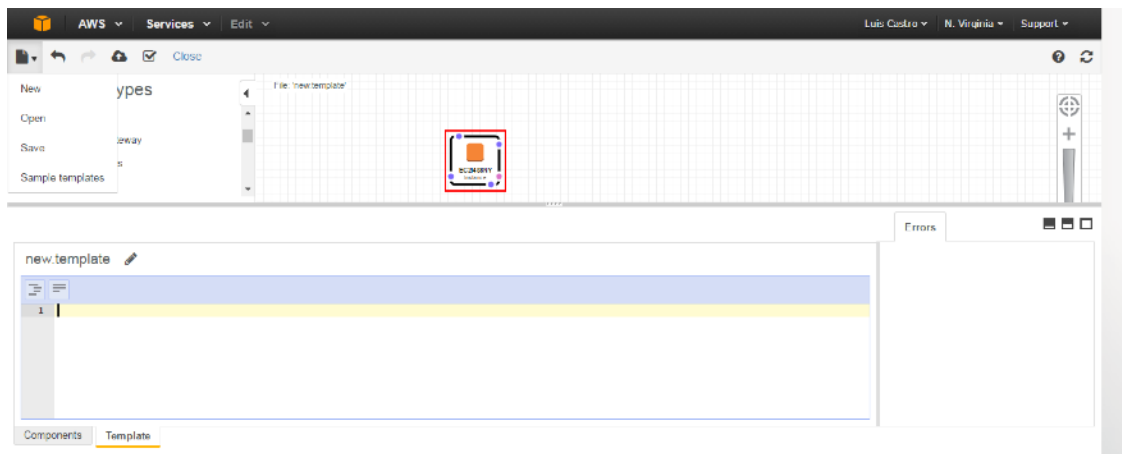 AWS Services Edit Luis Castro N. Virginia Support
Close
New
Open
Save
Sample templates
ypes
eway
s
File: 'new.template'
Instance
Errors
new.template
1
Components Template